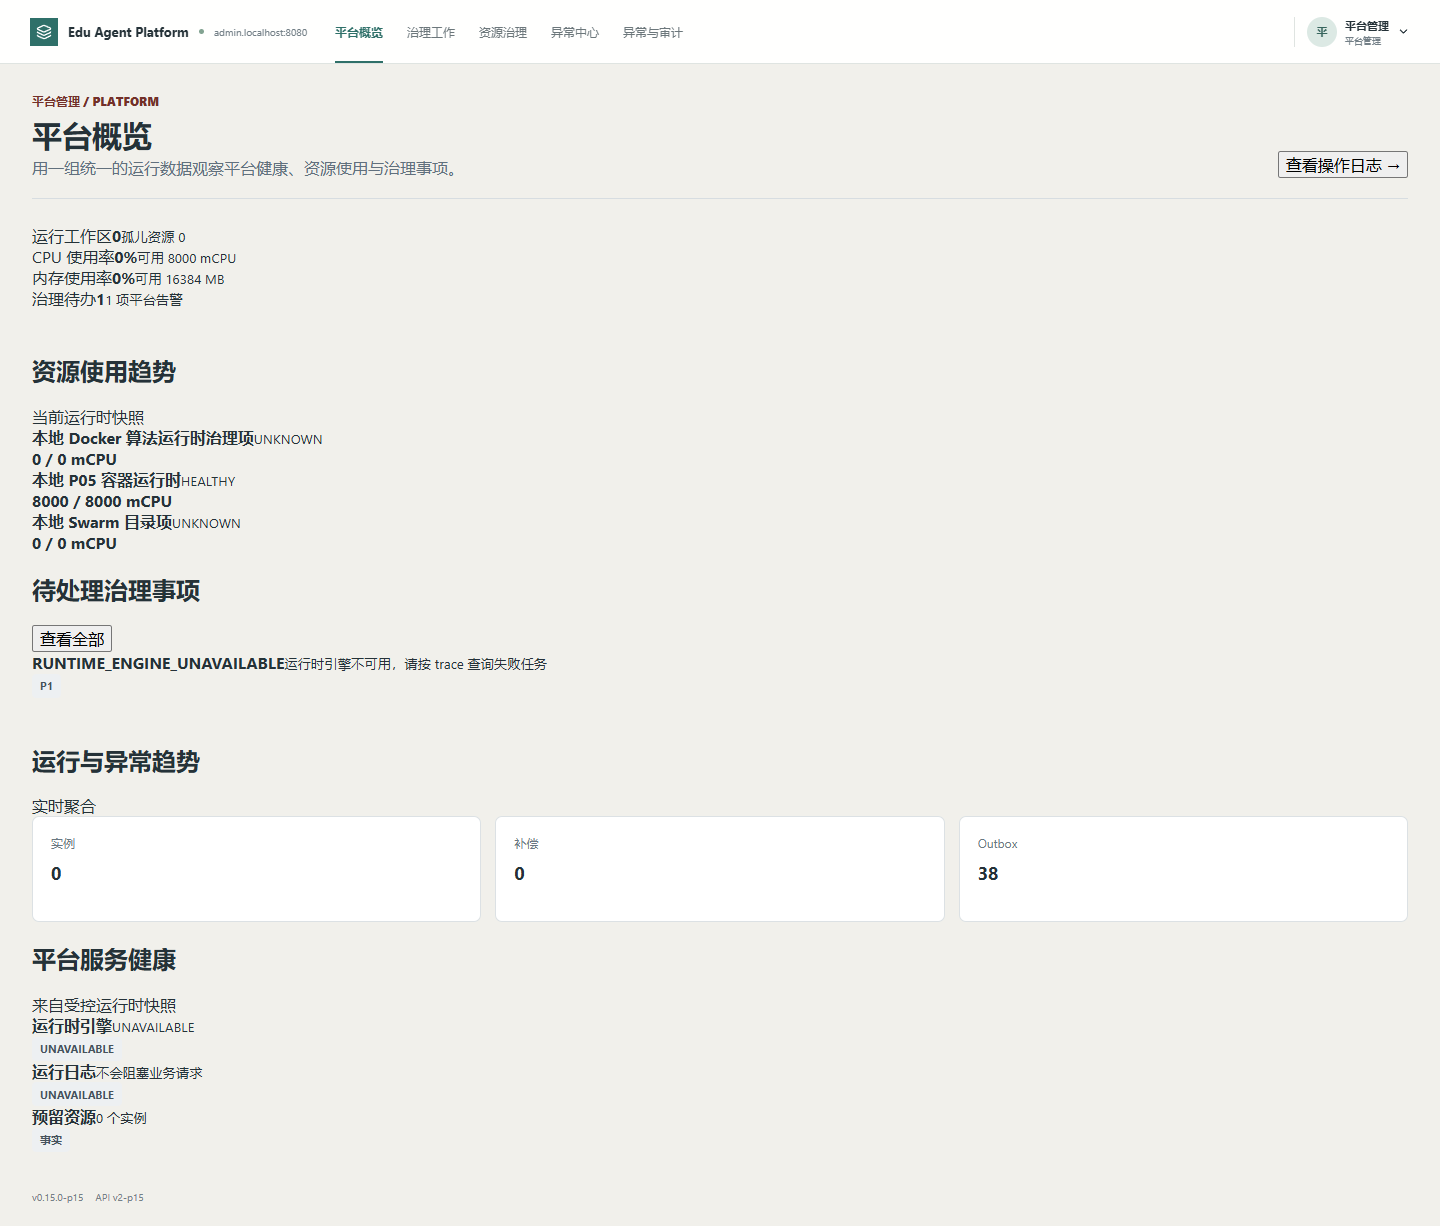 Edu Agent Platform admin.localhost:8080 平台概览 治理工作 资源治理 异常中心 异常与审计 平 平台管理
平台管理
平台管理 / PLATFORM
平台概览
用一组统一的运行数据观察平台健康、资源使用与治理事项。
查看操作日志 →
运行工作区0孤儿资源 0
CPU 使用率0%可用 8000 mCPU
内存使用率0%可用 16384 MB
治理待办11 项平台告警
资源使用趋势
当前运行时快照
本地 Docker 算法运行时治理项UNKNOWN
0 / 0 mCPU
本地 P05 容器运行时HEALTHY
8000 / 8000 mCPU
本地 Swarm 目录项UNKNOWN
0 / 0 mCPU
待处理治理事项
查看全部
RUNTIME_ENGINE_UNAVAILABLE运行时引擎不可用，请按 trace 查询失败任务
P1
运行与异常趋势
实时聚合
实例 补偿 Outbox
0 0 38
平台服务健康
来自受控运行时快照
运行时引擎UNAVAILABLE
UNAVAILABLE
运行日志不会阻塞业务请求
UNAVAILABLE
预留资源0 个实例
事实
v0.15.0-p15 API v2-p15